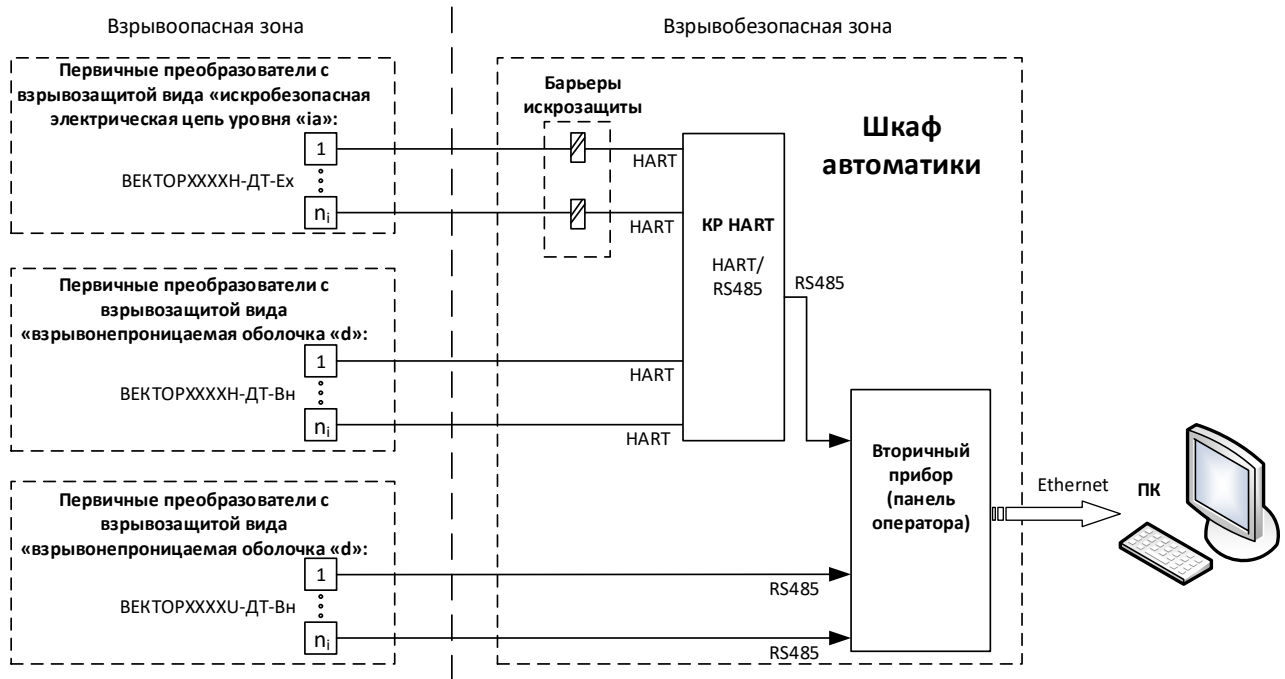 Взрывоопасная зона
Взрывобезопасная зона
Первичные преобразователи с
взрывозащитой вида «искробезопасная
электрическая цепь уровня «ia»:
1
ВЕКТОРХХХХН-ДТ-Ex
ni
Барьеры
искрозащиты
HART
HART
Шкаф
автоматики
КР HART
HART/
RS485
RS485
Первичные преобразователи с
взрывозащитой вида
«взрывонепроницаемая оболочка «d»:
1
ВЕКТОРХХХХН-ДТ-Вн
ni
HART
HART
Вторичный
прибор
(панель
оператора)
Ethernet
ПК
Первичные преобразователи с
взрывозащитой вида
«взрывонепроницаемая оболочка «d»:
1
ВЕКТОРХХХХU-ДТ-Вн
ni
RS485
RS485